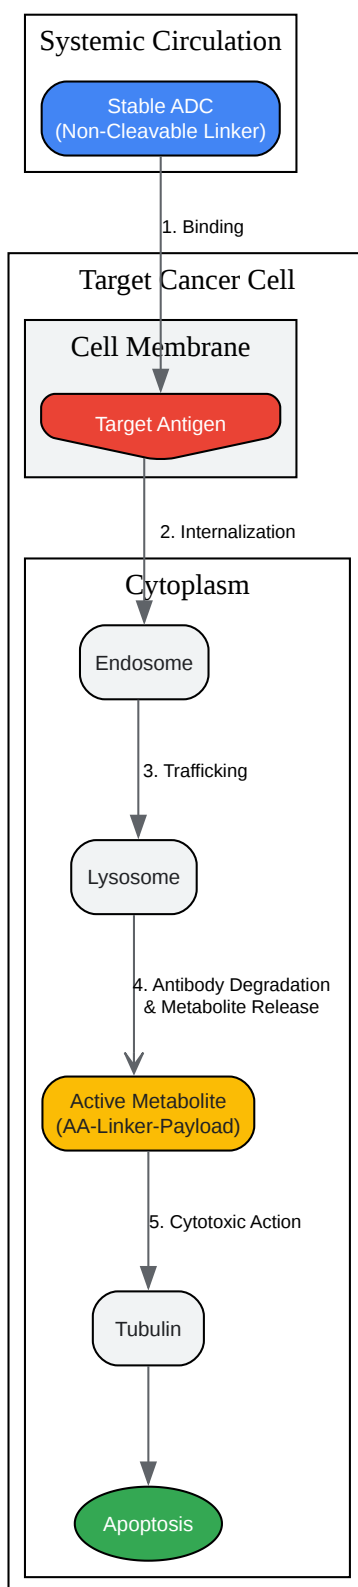 Systemic Circulation
Stable ADC
(Non-Cleavable Linker)
1. Binding
Target Cancer Cell
Cell Membrane
Target Antigen
2. Internalization
Cytoplasm
Endosome
3. Trafficking
Lysosome
4. Antibody Degradation
& Metabolite Release
Active Metabolite
(AA-Linker-Payload)
5. Cytotoxic Action
Tubulin
Apoptosis